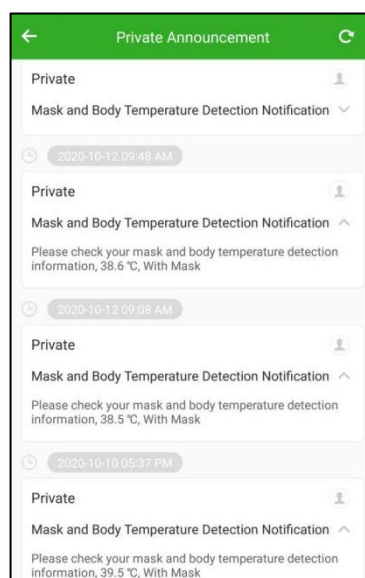 Private Announcement
Private
Mask and Body Temperature Detection Notification
2020-10-12 09:48 AM
Private
Mask and Body Temperature Detection Notification
Please check your mask and body temperature detection
information, 38.6 ℃, With Mask
2020-10-12 09:08 AM
Private
Mask and Body Temperature Detection Notification
Please check your mask and body temperature detection
information, 38.5 ℃, With Mask
2020-10-10 05:37 PM
Private
Mask and Body Temperature Detection Notification
Please check your mask and body temperature detection
information, 39.5 ℃, With Mask